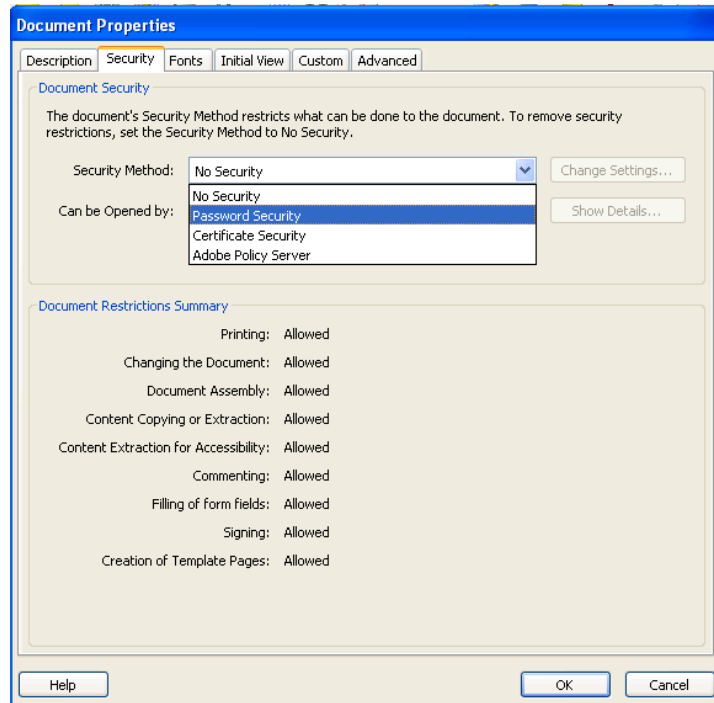 Document Properties
Description Security Fonts Initial View Custom Advanced
Document Security
The document's Security Method restricts what can be done to the document. To remove security
restrictions, set the Security Method to No Security.
Security Method: No Security Change Settings...
No Security
Can be Opened by: Password Security Show Details...
Certificate Security
Adobe Policy Server
Document Restrictions Summary
Printing: Allowed
Changing the Document: Allowed
Document Assembly: Allowed
Content Copying or Extraction: Allowed
Content Extraction for Accessibility: Allowed
Commenting: Allowed
Filling of form fields: Allowed
Signing: Allowed
Creation of Template Pages: Allowed
Help OK Cancel